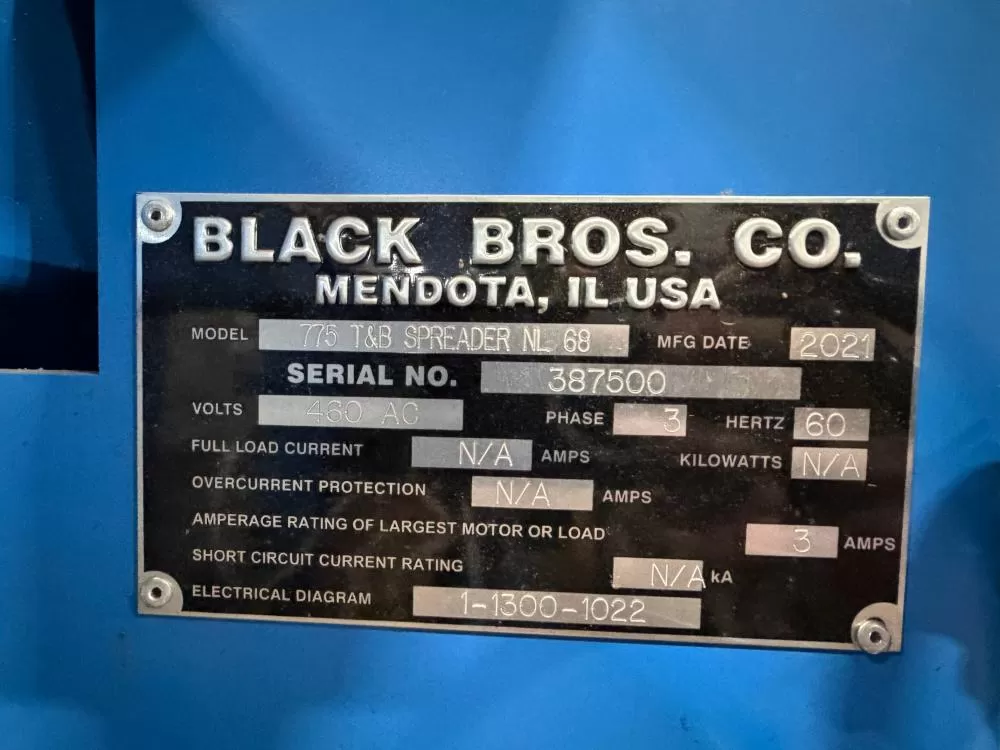 BLACK BROS. CO.
MENDOTA, IL USA
MODEL 775 T&B SPREADER NL 68 MFG DATE 2021
SERIAL NO. 387500
VOLTS 460 AC PHASE 3 HERTZ 60
FULL LOAD CURRENT N/A AMPS KILOWATTS N/A
OVERCURRENT PROTECTION N/A AMPS
AMPERAGE RATING OF LARGEST MOTOR OR LOAD 3 AMPS
SHORT CIRCUIT CURRENT RATING N/A kA
ELECTRICAL DIAGRAM 1-1300-1022